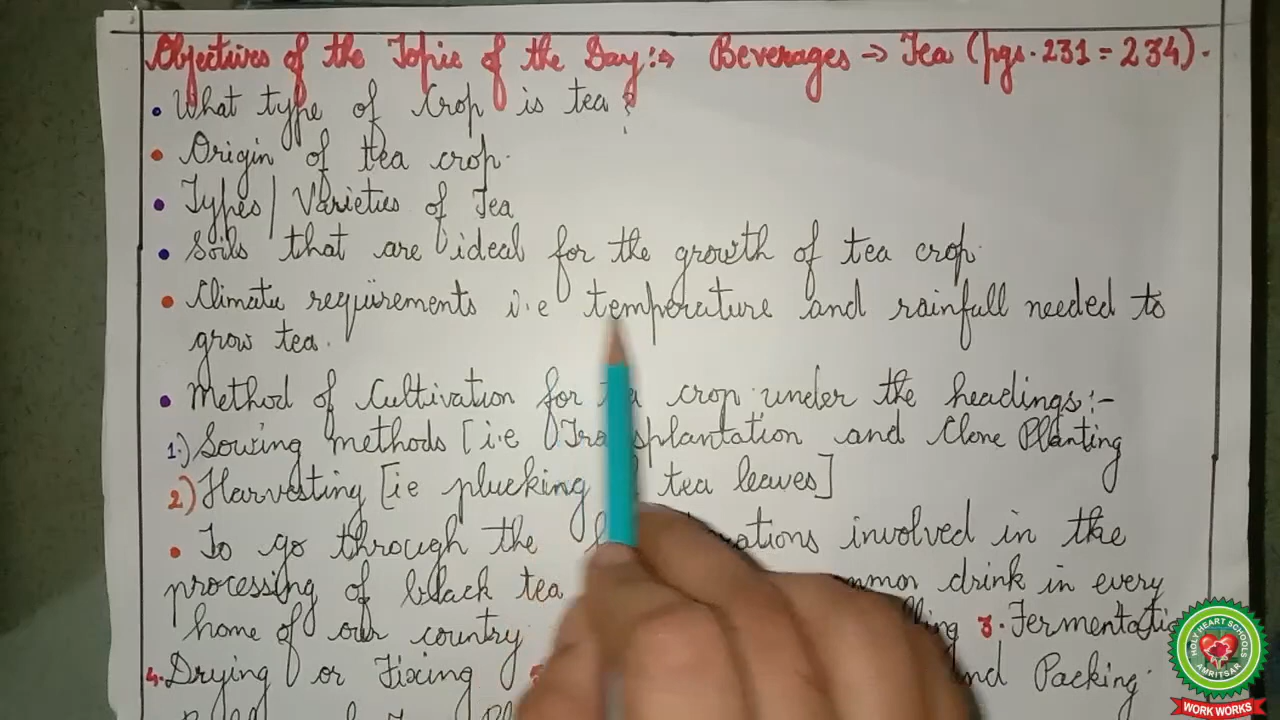 Objectives of the Topic of the Day:→ Beverages → Tea (pgs. 231 = 234).
• What type of Crop is tea?
• Origin of tea crop.
• Types/ Varieties of Tea
• Soils that are ideal for the growth of tea crop.
• Climatic requirements i.e temperature and rainfall needed to
grow tea.
• Method of Cultivation for tea crop under the headings:-
1.) Sowing methods [i.e Transplantation and Clone Planting
2) Harvesting [ie plucking tea leaves]
• To go through the involved in the
processing of black tea drink in every
home of our country 3. Fermentatio
4. Drying or Fixing and Packing.
HOLY HEART SCHOOLS
AMRITSAR
WORK WORKS